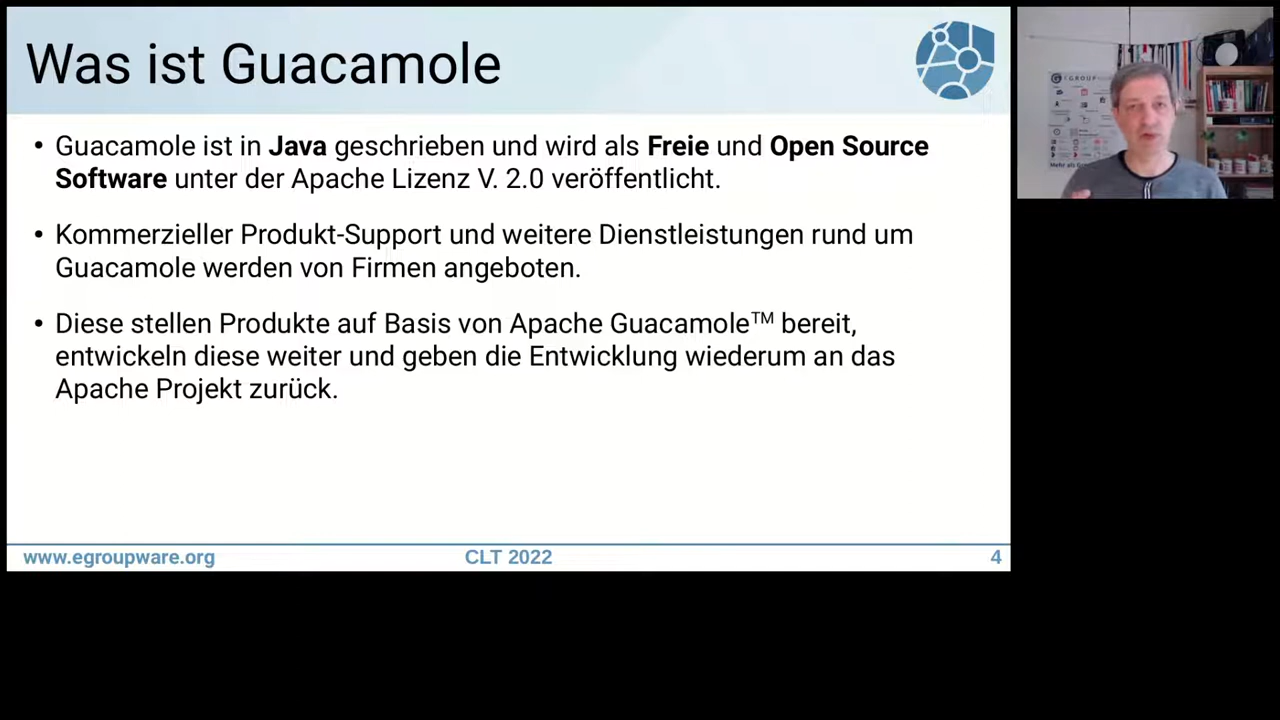 Was ist Guacamole
• Guacamole ist in Java geschrieben und wird als Freie und Open Source
Software unter der Apache Lizenz V. 2.0 veröffentlicht.
• Kommerzieller Produkt-Support und weitere Dienstleistungen rund um
Guacamole werden von Firmen angeboten.
• Diese stellen Produkte auf Basis von Apache Guacamole™ bereit,
entwickeln diese weiter und geben die Entwicklung wiederum an das
Apache Projekt zurück.
www.egroupware.org
CLT 2022
4